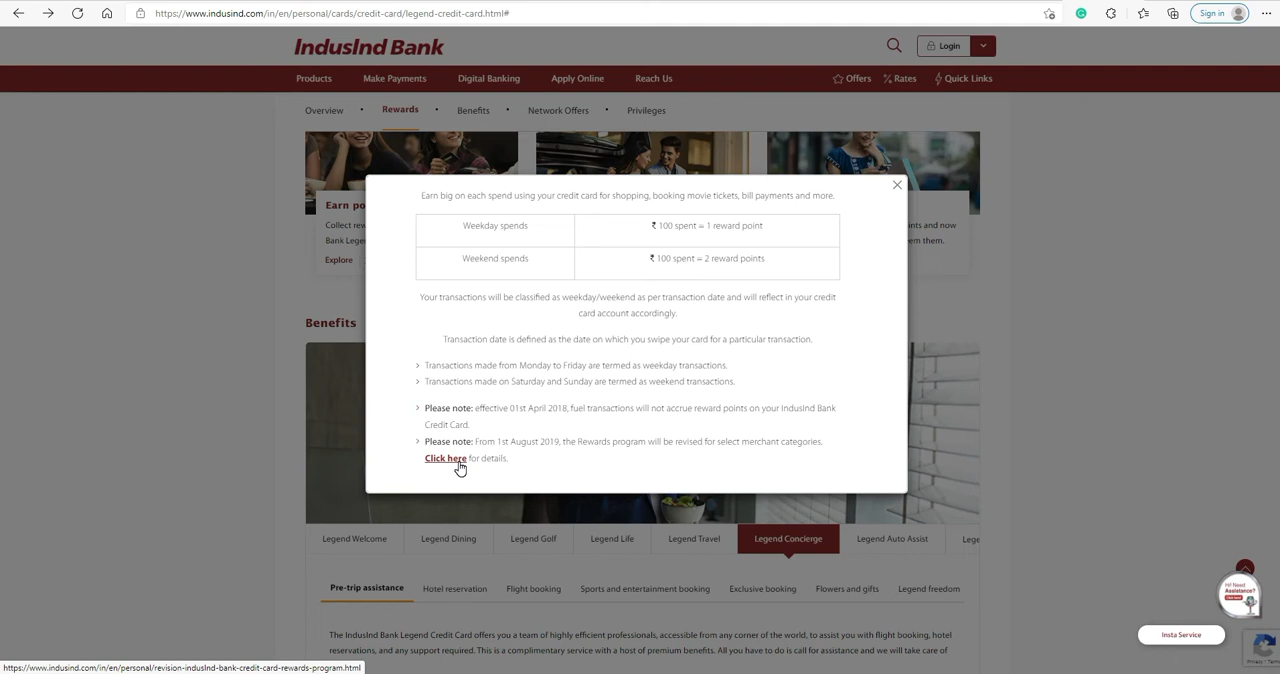 https://www.indusind.com/in/en/personal/cards/credit-card/legend-credit-card.html#
Sign in
IndusInd Bank
Login
Products
Make Payments
Digital Banking
Apply Online
Reach Us
Offers
Rates
Quick Links
Overview • Rewards • Benefits • Network Offers • Privileges
Earn po
Collect rew
Bank Lege
Explore
ints and now
em them.
Earn big on each spend using your credit card for shopping, booking movie tickets, bill payments and more.
Weekday spends
₹ 100 spent = 1 reward point
Weekend spends
₹ 100 spent = 2 reward points
Your transactions will be classified as weekday/weekend as per transaction date and will reflect in your credit
card account accordingly.
Transaction date is defined as the date on which you swipe your card for a particular transaction.
› Transactions made from Monday to Friday are termed as weekday transactions.
› Transactions made on Saturday and Sunday are termed as weekend transactions.
› Please note: effective 01st April 2018, fuel transactions will not accrue reward points on your IndusInd Bank
Credit Card.
› Please note: From 1st August 2019, the Rewards program will be revised for select merchant categories.
Click here for details.
Benefits
Legend Welcome
Legend Dining
Legend Golf
Legend Life
Legend Travel
Legend Concierge
Legend Auto Assist
Lege
Pre-trip assistance
Hotel reservation
Flight booking
Sports and entertainment booking
Exclusive booking
Flowers and gifts
Legend freedom
The IndusInd Bank Legend Credit Card offers you a team of highly efficient professionals, accessible from any corner of the world, to assist you with flight booking, hotel
reservations, and any support required. This is a complimentary service with a host of premium benefits. All you have to do is call for assistance and we will take care of
Hi! Need
Assistance?
Insta Service
https://www.indusind.com/in/en/personal/revision-indusInd-bank-credit-card-rewards-program.html